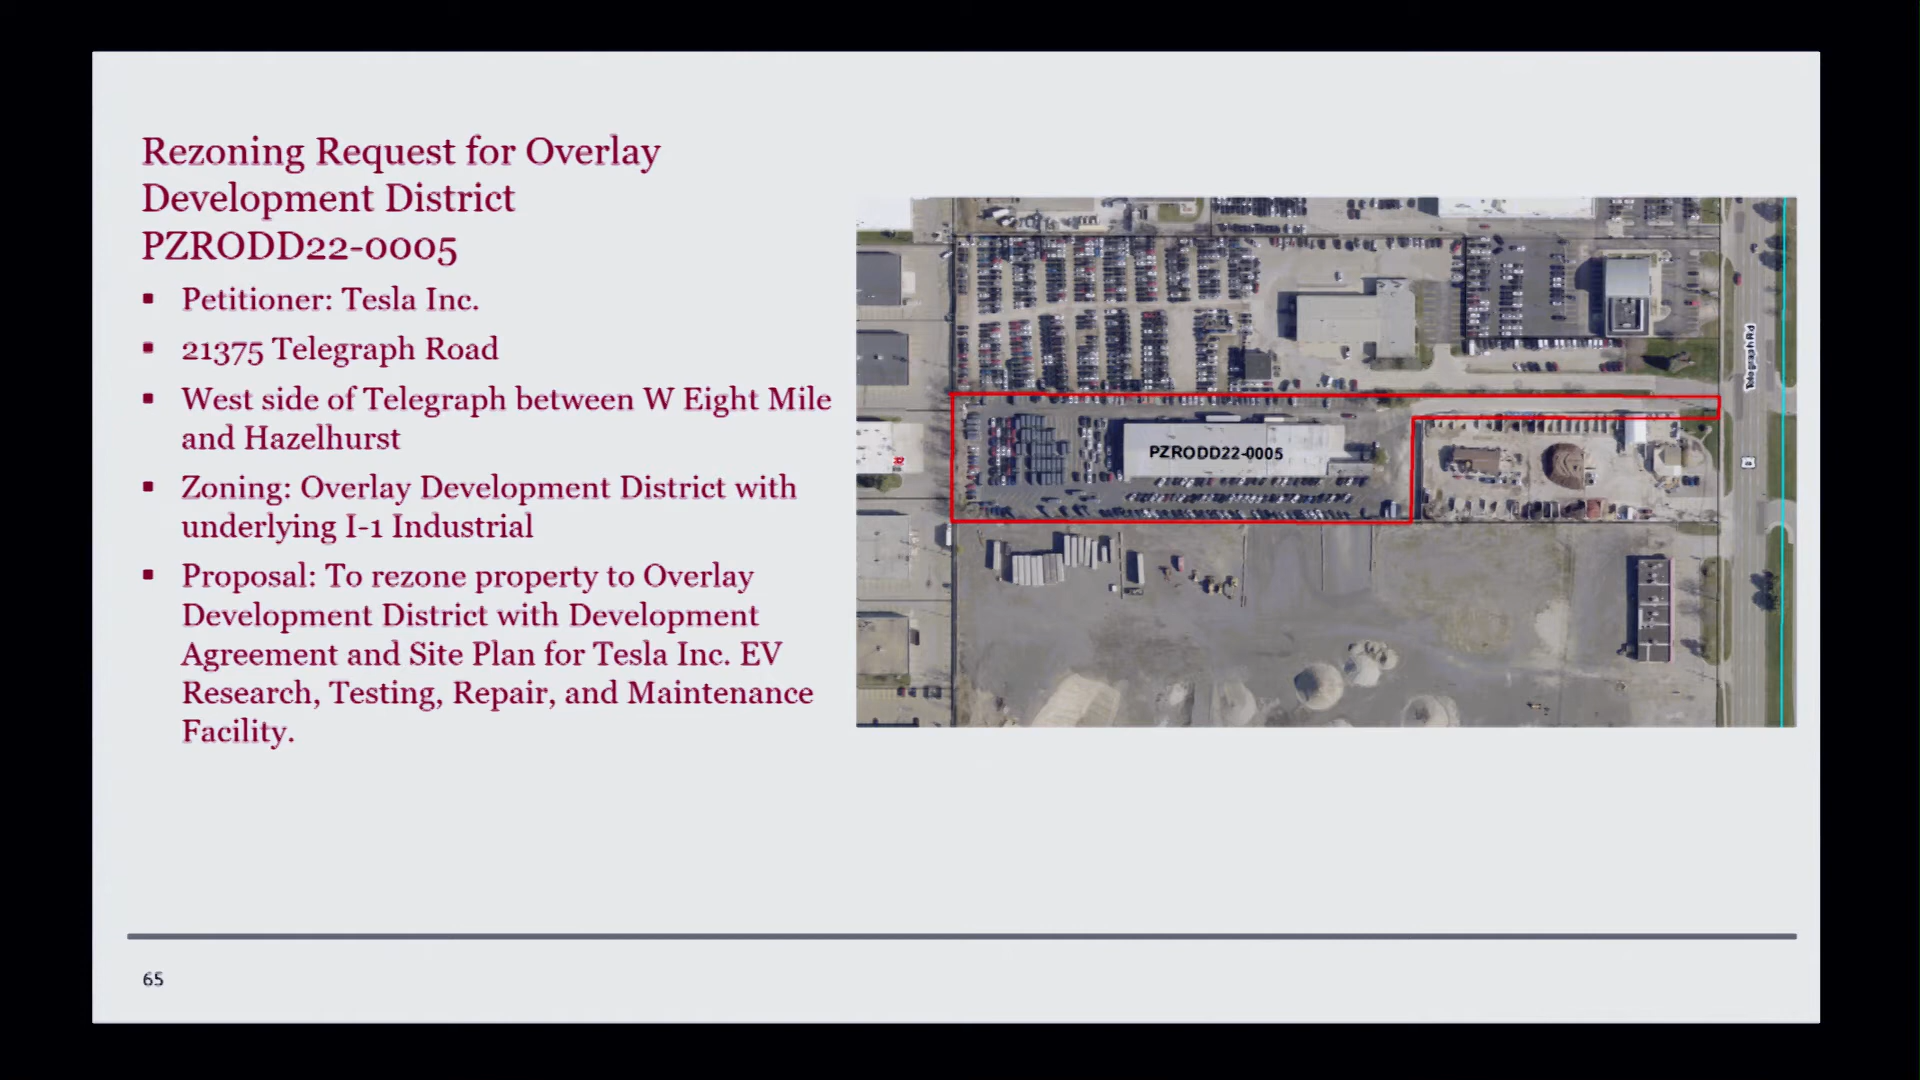 Rezoning Request for Overlay
Development District
PZRODD22-0005
▪ Petitioner: Tesla Inc.
▪ 21375 Telegraph Road
▪ West side of Telegraph between W Eight Mile
and Hazelhurst
▪ Zoning: Overlay Development District with
underlying I-1 Industrial
▪ Proposal: To rezone property to Overlay
Development District with Development
Agreement and Site Plan for Tesla Inc. EV
Research, Testing, Repair, and Maintenance
Facility.
Telegraph Rd
PZRODD22-0005
65